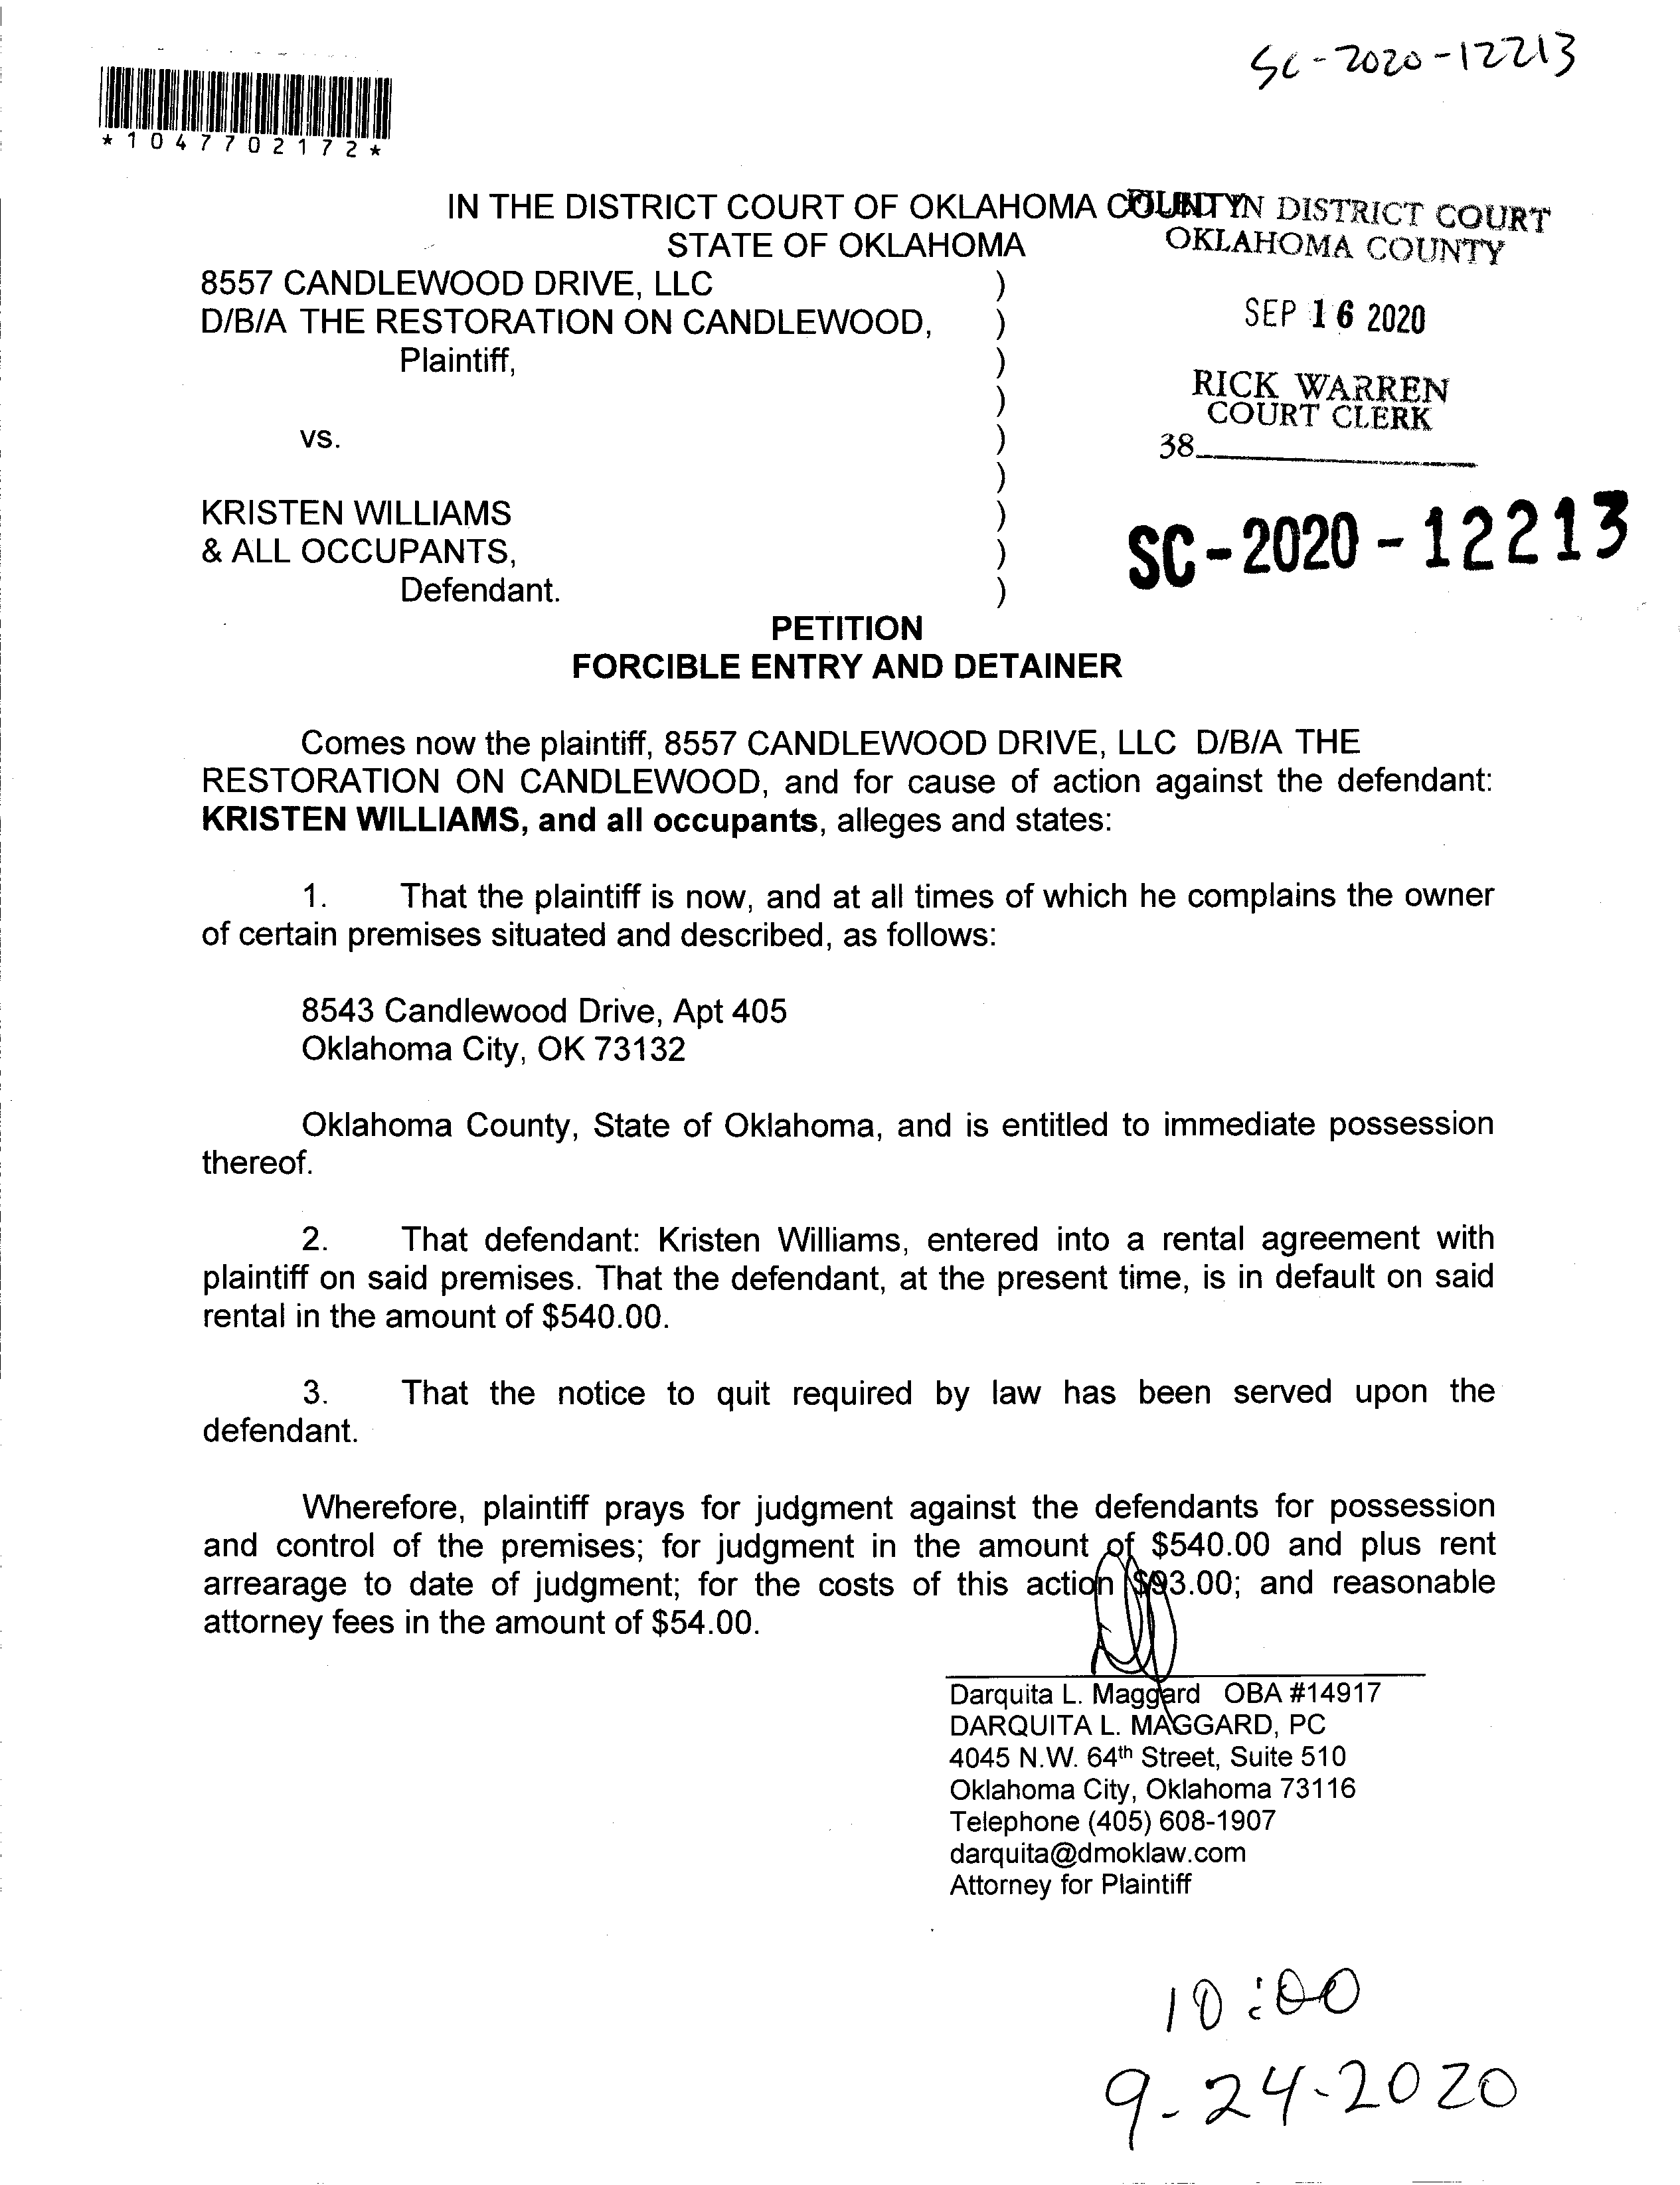 SC-2020-12213
*1047702172*
IN THE DISTRICT COURT OF OKLAHOMA COUNTY
FILED IN DISTRICT COURT
STATE OF OKLAHOMA
OKLAHOMA COUNTY
8557 CANDLEWOOD DRIVE, LLC )
D/B/A THE RESTORATION ON CANDLEWOOD, )
SEP 16 2020
Plaintiff, )
RICK WARREN
)
COURT CLERK
vs. )
38
)
KRISTEN WILLIAMS )
& ALL OCCUPANTS, )
SC-2020-12213
Defendant. )
PETITION
FORCIBLE ENTRY AND DETAINER
Comes now the plaintiff, 8557 CANDLEWOOD DRIVE, LLC D/B/A THE
RESTORATION ON CANDLEWOOD, and for cause of action against the defendant:
KRISTEN WILLIAMS, and all occupants, alleges and states:
1. That the plaintiff is now, and at all times of which he complains the owner
of certain premises situated and described, as follows:
8543 Candlewood Drive, Apt 405
Oklahoma City, OK 73132
Oklahoma County, State of Oklahoma, and is entitled to immediate possession
thereof.
2. That defendant: Kristen Williams, entered into a rental agreement with
plaintiff on said premises. That the defendant, at the present time, is in default on said
rental in the amount of $540.00.
3. That the notice to quit required by law has been served upon the
defendant.
Wherefore, plaintiff prays for judgment against the defendants for possession
and control of the premises; for judgment in the amount of $540.00 and plus rent
arrearage to date of judgment; for the costs of this action $93.00; and reasonable
attorney fees in the amount of $54.00.
Darquita L. Maggard OBA #14917
DARQUITA L. MAGGARD, PC
4045 N.W. 64th Street, Suite 510
Oklahoma City, Oklahoma 73116
Telephone (405) 608-1907
darquita@dmoklaw.com
Attorney for Plaintiff
10:00
9-24-2020